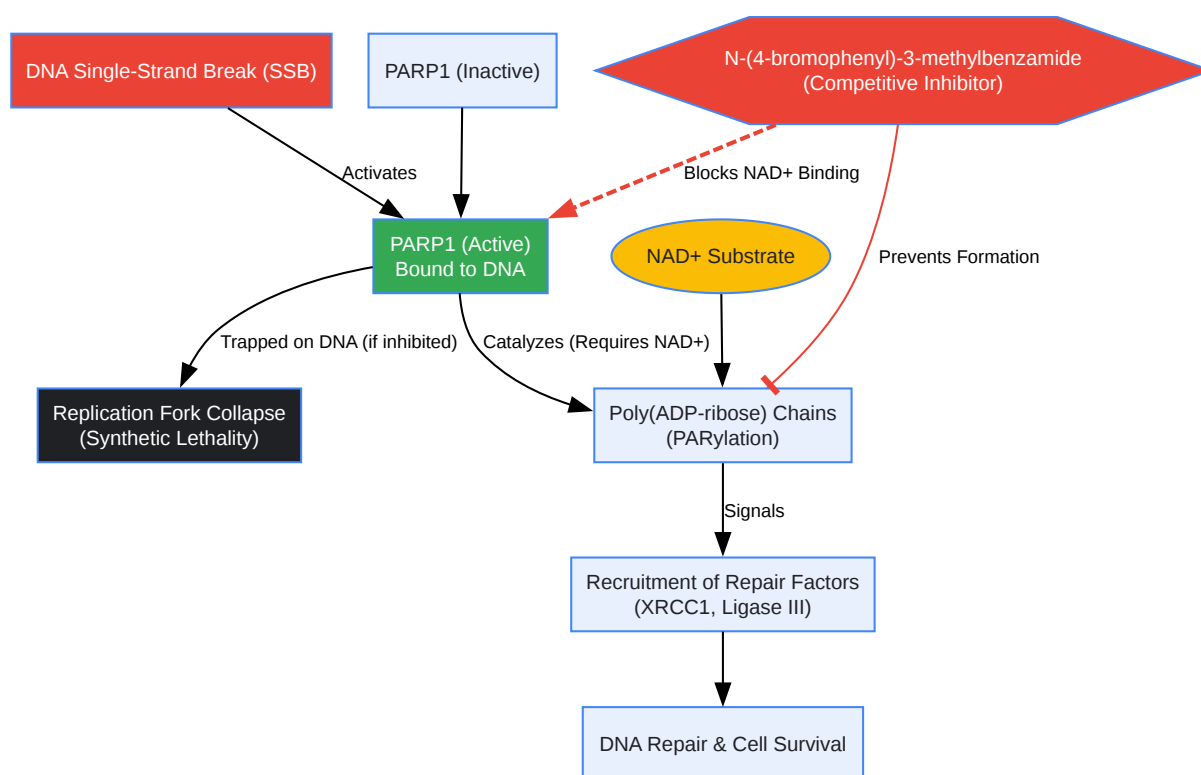 DNA Single-Strand Break (SSB)
PARP1 (Inactive)
N-(4-bromophenyl)-3-methylbenzamide
(Competitive Inhibitor)
Activates
Blocks NAD+ Binding
PARP1 (Active)
Bound to DNA
NAD+ Substrate
Prevents Formation
Trapped on DNA (if inhibited)
Catalyzes (Requires NAD+)
Replication Fork Collapse
(Synthetic Lethality)
Poly(ADP-ribose) Chains
(PARylation)
Signals
Recruitment of Repair Factors
(XRCC1, Ligase III)
DNA Repair & Cell Survival